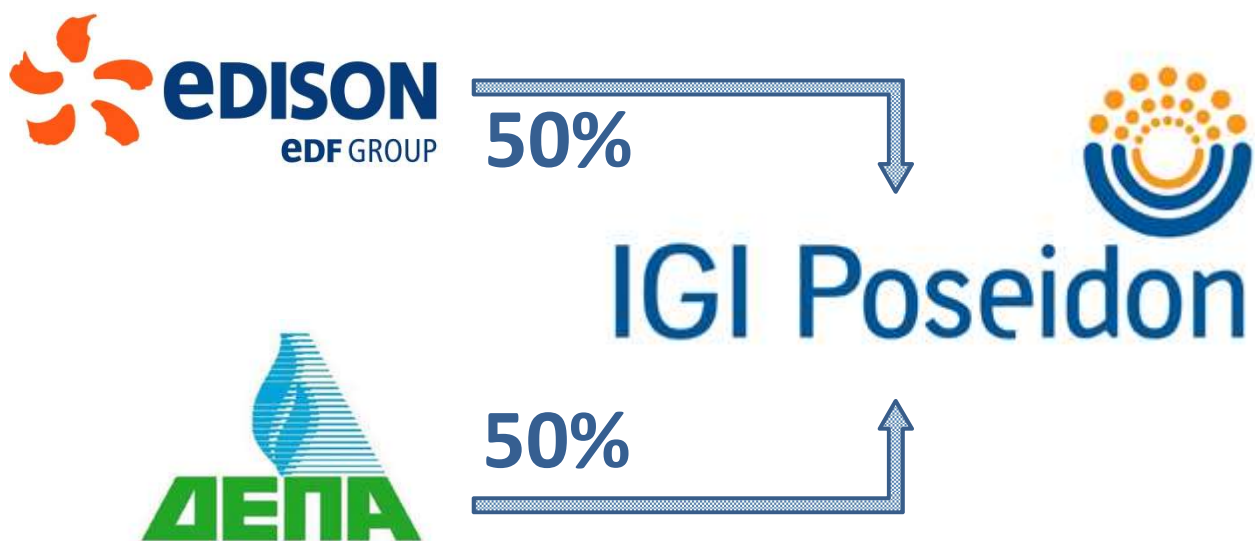 eDISON
eDF GROUP
50%
IGI Poseidon
50%
ΔΕΠΑ